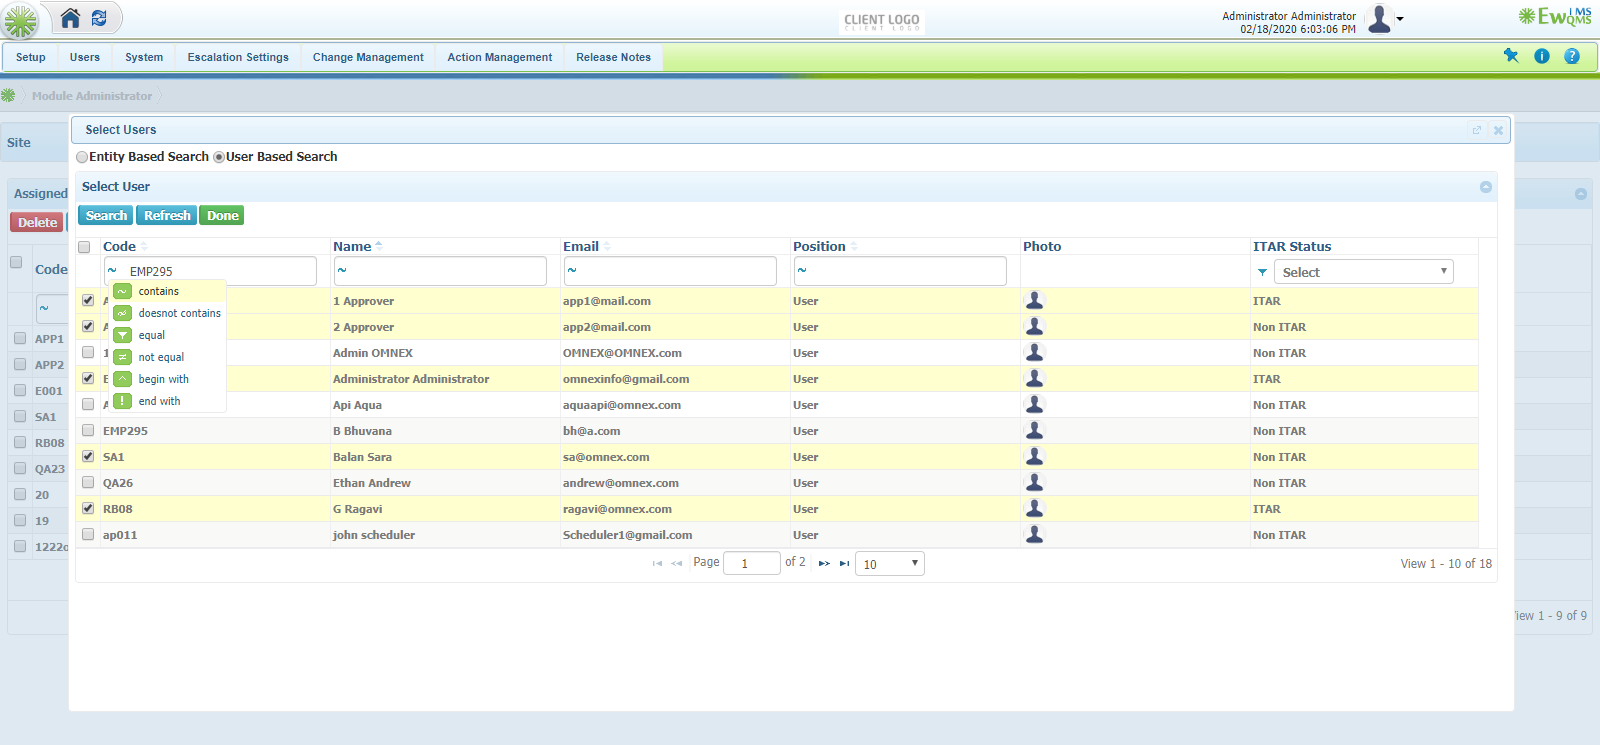 CLIENT LOGO
CLIENT LOGO
Administrator Administrator
02/18/2020 6:03:06 PM
EwIMS
QMS
Setup Users System Escalation Settings Change Management Action Management Release Notes
Module Administrator
Site
Select Users
Entity Based Search User Based Search
Assigned
Select User
Delete
Search Refresh Done
Code
Code Name Email Position Photo ITAR Status
~
~ EMP295 ~ ~ ~ Select
contains
doesnot contains
equal
not equal
begin with
end with
A 1 Approver app1@mail.com User ITAR
A 2 Approver app2@mail.com User Non ITAR
1 Admin OMNEX OMNEX@OMNEX.com User Non ITAR
E Administrator Administrator omnexinfo@gmail.com User ITAR
A Api Aqua aquaapi@omnex.com User Non ITAR
EMP295 B Bhuvana bh@a.com User Non ITAR
SA1 Balan Sara sa@omnex.com User Non ITAR
QA26 Ethan Andrew andrew@omnex.com User Non ITAR
RB08 G Ragavi ragavi@omnex.com User ITAR
ap011 john scheduler Scheduler1@gmail.com User Non ITAR
APP1
APP2
E001
SA1
RB08
QA23
20
19
1222
Page 1 of 2 10 View 1 - 10 of 18
View 1 - 9 of 9